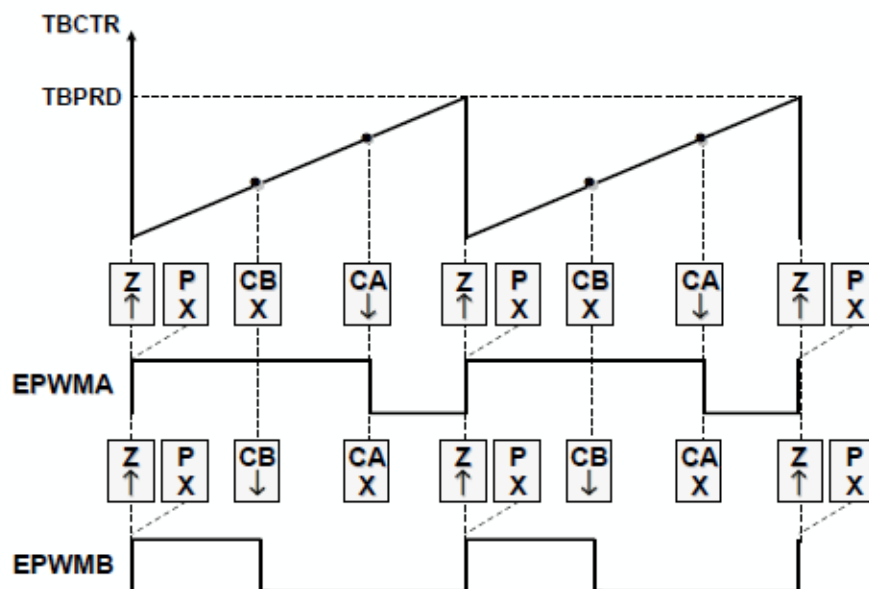 TBCTR
TBPRD
Z P CB CA Z P CB CA Z P
↑ X X ↓ ↑ X X ↓ ↑ X
EPWMA
Z P CB CA Z P CB CA Z P
↑ X ↓ X ↑ X ↓ X ↑ X
EPWMB